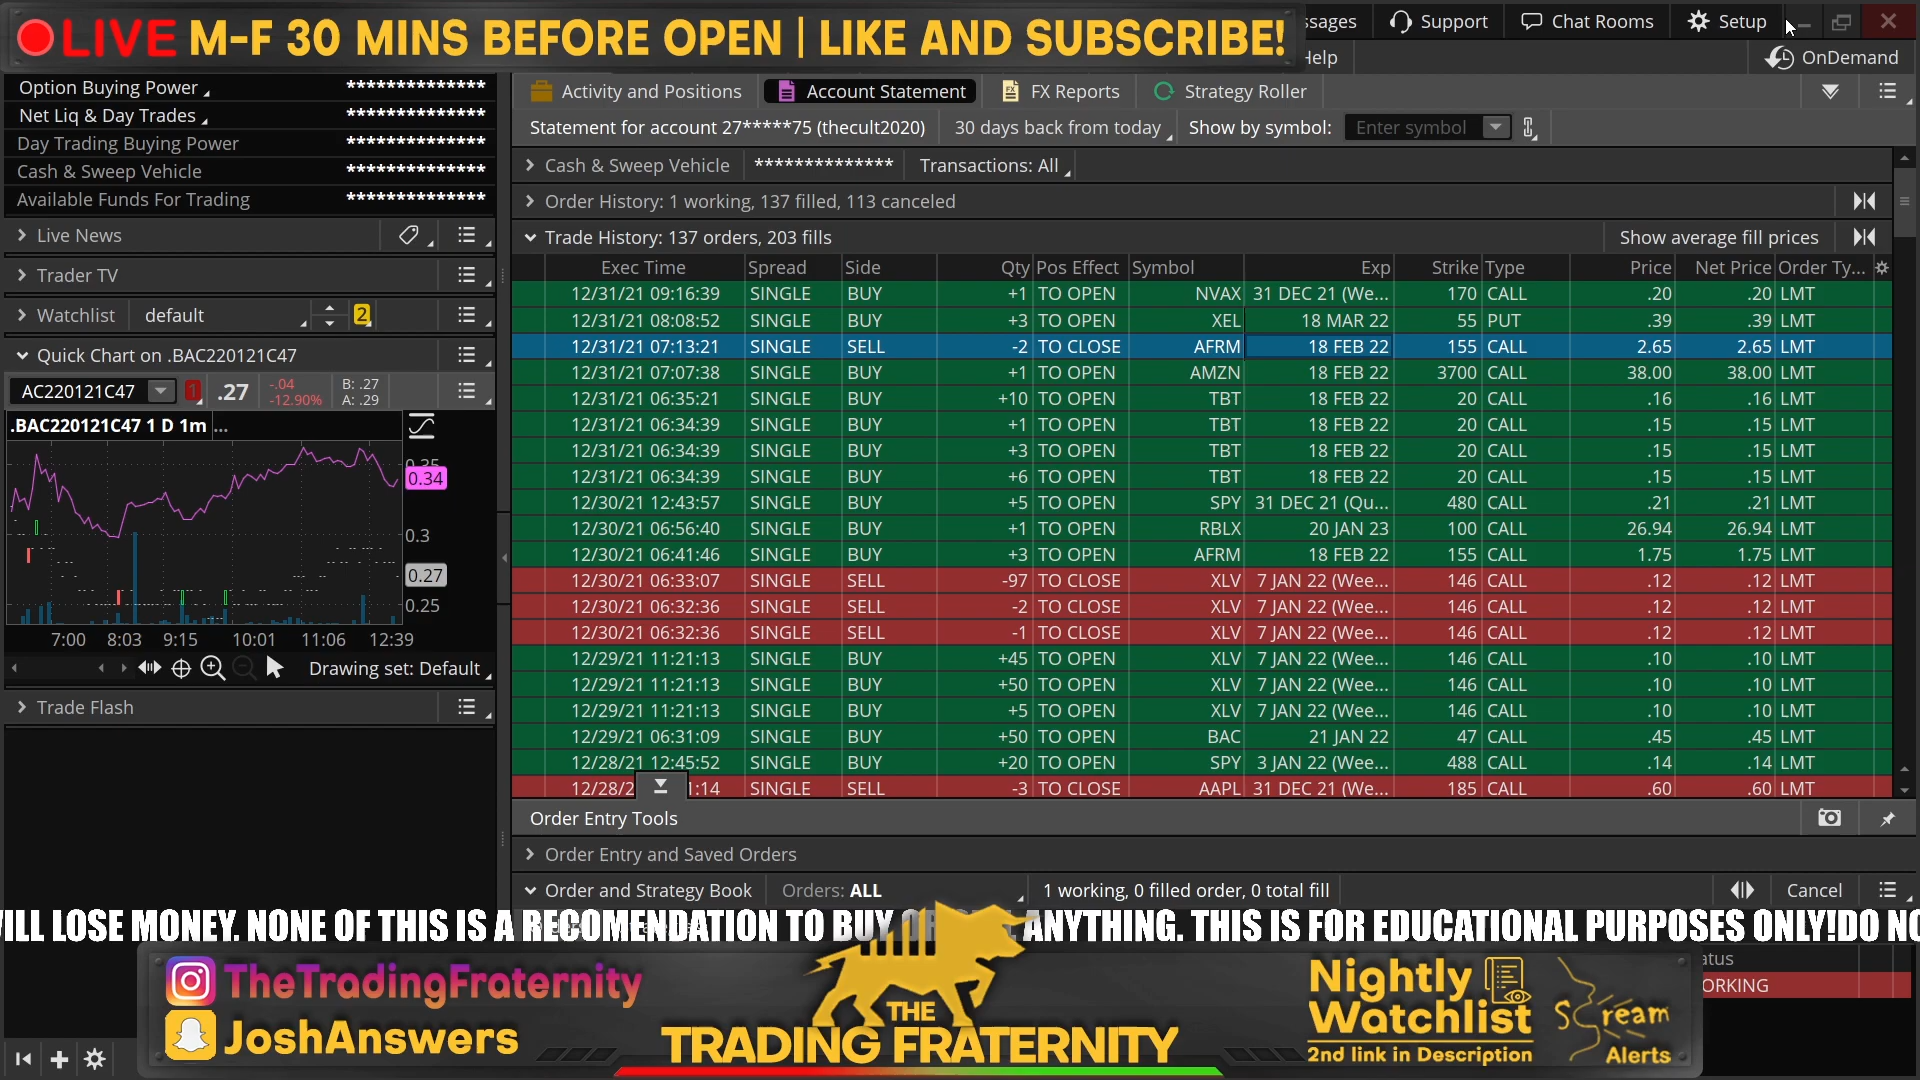 LIVE M-F 30 MINS BEFORE OPEN | LIKE AND SUBSCRIBE!
ssages
Support
Chat Rooms
Setup
Help
OnDemand
Option Buying Power **************
Net Liq & Day Trades **************
Day Trading Buying Power **************
Cash & Sweep Vehicle **************
Available Funds For Trading **************
Live News
Trader TV
Watchlist default 2
Quick Chart on .BAC220121C47
AC220121C47 1 .27 -.04 B: .27
-12.90% A: .29
.BAC220121C47 1 D 1m ...
0.35
0.34
0.3
0.27
0.25
7:00 8:03 9:15 10:01 11:06 12:39
Drawing set: Default
Trade Flash
Activity and Positions Account Statement FX Reports Strategy Roller
Statement for account 27*****75 (thecult2020) 30 days back from today Show by symbol: Enter symbol
Cash & Sweep Vehicle ************** Transactions: All
Order History: 1 working, 137 filled, 113 canceled
Trade History: 137 orders, 203 fills Show average fill prices
Exec Time Spread Side Qty Pos Effect Symbol Exp Strike Type Price Net Price Order Ty...
12/31/21 09:16:39 SINGLE BUY +1 TO OPEN NVAX 31 DEC 21 (We... 170 CALL .20 .20 LMT
12/31/21 08:08:52 SINGLE BUY +3 TO OPEN XEL 18 MAR 22 55 PUT .39 .39 LMT
12/31/21 07:13:21 SINGLE SELL -2 TO CLOSE AFRM 18 FEB 22 155 CALL 2.65 2.65 LMT
12/31/21 07:07:38 SINGLE BUY +1 TO OPEN AMZN 18 FEB 22 3700 CALL 38.00 38.00 LMT
12/31/21 06:35:21 SINGLE BUY +10 TO OPEN TBT 18 FEB 22 20 CALL .16 .16 LMT
12/31/21 06:34:39 SINGLE BUY +1 TO OPEN TBT 18 FEB 22 20 CALL .15 .15 LMT
12/31/21 06:34:39 SINGLE BUY +3 TO OPEN TBT 18 FEB 22 20 CALL .15 .15 LMT
12/31/21 06:34:39 SINGLE BUY +6 TO OPEN TBT 18 FEB 22 20 CALL .15 .15 LMT
12/30/21 12:43:57 SINGLE BUY +5 TO OPEN SPY 31 DEC 21 (Qu... 480 CALL .21 .21 LMT
12/30/21 06:56:40 SINGLE BUY +1 TO OPEN RBLX 20 JAN 23 100 CALL 26.94 26.94 LMT
12/30/21 06:41:46 SINGLE BUY +3 TO OPEN AFRM 18 FEB 22 155 CALL 1.75 1.75 LMT
12/30/21 06:33:07 SINGLE SELL -97 TO CLOSE XLV 7 JAN 22 (Wee... 146 CALL .12 .12 LMT
12/30/21 06:32:36 SINGLE SELL -2 TO CLOSE XLV 7 JAN 22 (Wee... 146 CALL .12 .12 LMT
12/30/21 06:32:36 SINGLE SELL -1 TO CLOSE XLV 7 JAN 22 (Wee... 146 CALL .12 .12 LMT
12/29/21 11:21:13 SINGLE BUY +45 TO OPEN XLV 7 JAN 22 (Wee... 146 CALL .10 .10 LMT
12/29/21 11:21:13 SINGLE BUY +50 TO OPEN XLV 7 JAN 22 (Wee... 146 CALL .10 .10 LMT
12/29/21 11:21:13 SINGLE BUY +5 TO OPEN XLV 7 JAN 22 (Wee... 146 CALL .10 .10 LMT
12/29/21 06:31:09 SINGLE BUY +50 TO OPEN BAC 21 JAN 22 47 CALL .45 .45 LMT
12/28/21 12:45:52 SINGLE BUY +20 TO OPEN SPY 3 JAN 22 (Wee... 488 CALL .14 .14 LMT
12/28/2 1:14 SINGLE SELL -3 TO CLOSE AAPL 31 DEC 21 (We... 185 CALL .60 .60 LMT
Order Entry Tools
Order Entry and Saved Orders
Order and Strategy Book Orders: ALL 1 working, 0 filled order, 0 total fill Cancel
ILL LOSE MONEY. NONE OF THIS IS A RECOMENDATION TO BUY ANYTHING. THIS IS FOR EDUCATIONAL PURPOSES ONLY!DO NO
atus
ORKING
TheTradingFraternity
JoshAnswers
THE
TRADING FRATERNITY
Nightly
Watchlist
2nd link in Description
Scream
Alerts